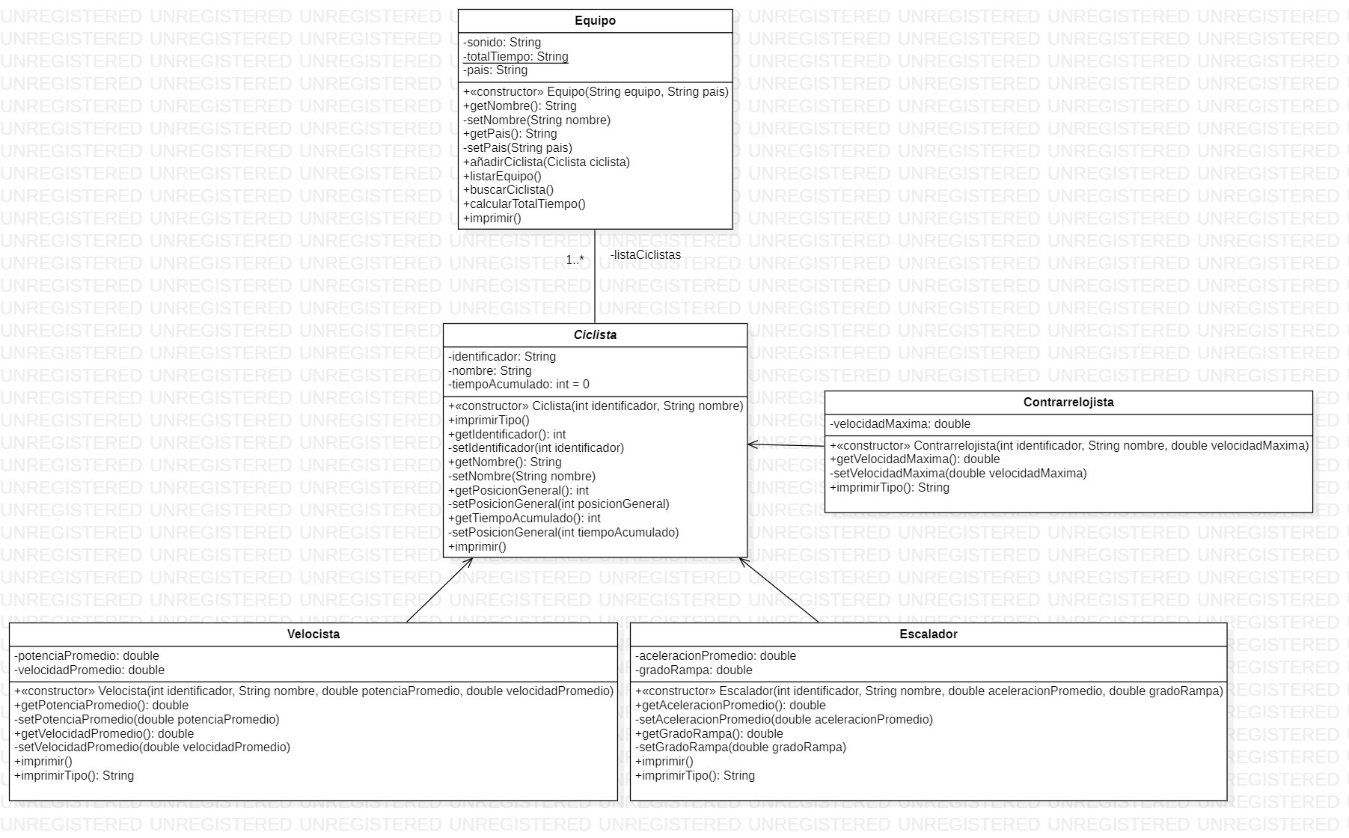 Equipo
-sonido: String
-totalTiempo: String
-pais: String
+«constructor» Equipo(String equipo, String pais)
+getNombre(): String
-setNombre(String nombre)
+getPais(): String
-setPais(String pais)
+añadirCiclista(Ciclista ciclista)
+listarEquipo()
+buscarCiclista()
+calcularTotalTiempo()
+imprimir()
1..*
-listaCiclistas
Ciclista
-identificador: String
-nombre: String
-tiempoAcumulado: int = 0
+«constructor» Ciclista(int identificador, String nombre)
+imprimirTipo()
+getIdentificador(): int
-setIdentificador(int identificador)
+getNombre(): String
-setNombre(String nombre)
+getPosicionGeneral(): int
-setPosicionGeneral(int posicionGeneral)
+getTiempoAcumulado(): int
-setPosicionGeneral(int tiempoAcumulado)
+imprimir()
Contrarrelojista
-velocidadMaxima: double
+«constructor» Contrarrelojista(int identificador, String nombre, double velocidadMaxima)
+getVelocidadMaxima(): double
-setVelocidadMaxima(double velocidadMaxima)
+imprimirTipo(): String
Velocista
-potenciaPromedio: double
-velocidadPromedio: double
+«constructor» Velocista(int identificador, String nombre, double potenciaPromedio, double velocidadPromedio)
+getPotenciaPromedio(): double
-setPotenciaPromedio(double potenciaPromedio)
+getVelocidadPromedio(): double
-setVelocidadPromedio(double velocidadPromedio)
+imprimir()
+imprimirTipo(): String
Escalador
-aceleracionPromedio: double
-gradoRampa: double
+«constructor» Escalador(int identificador, String nombre, double aceleracionPromedio, double gradoRampa)
+getAceleracionPromedio(): double
-setAceleracionPromedio(double aceleracionPromedio)
+getGradoRampa(): double
-setGradoRampa(double gradoRampa)
+imprimir()
+imprimirTipo(): String
UNREGISTERED